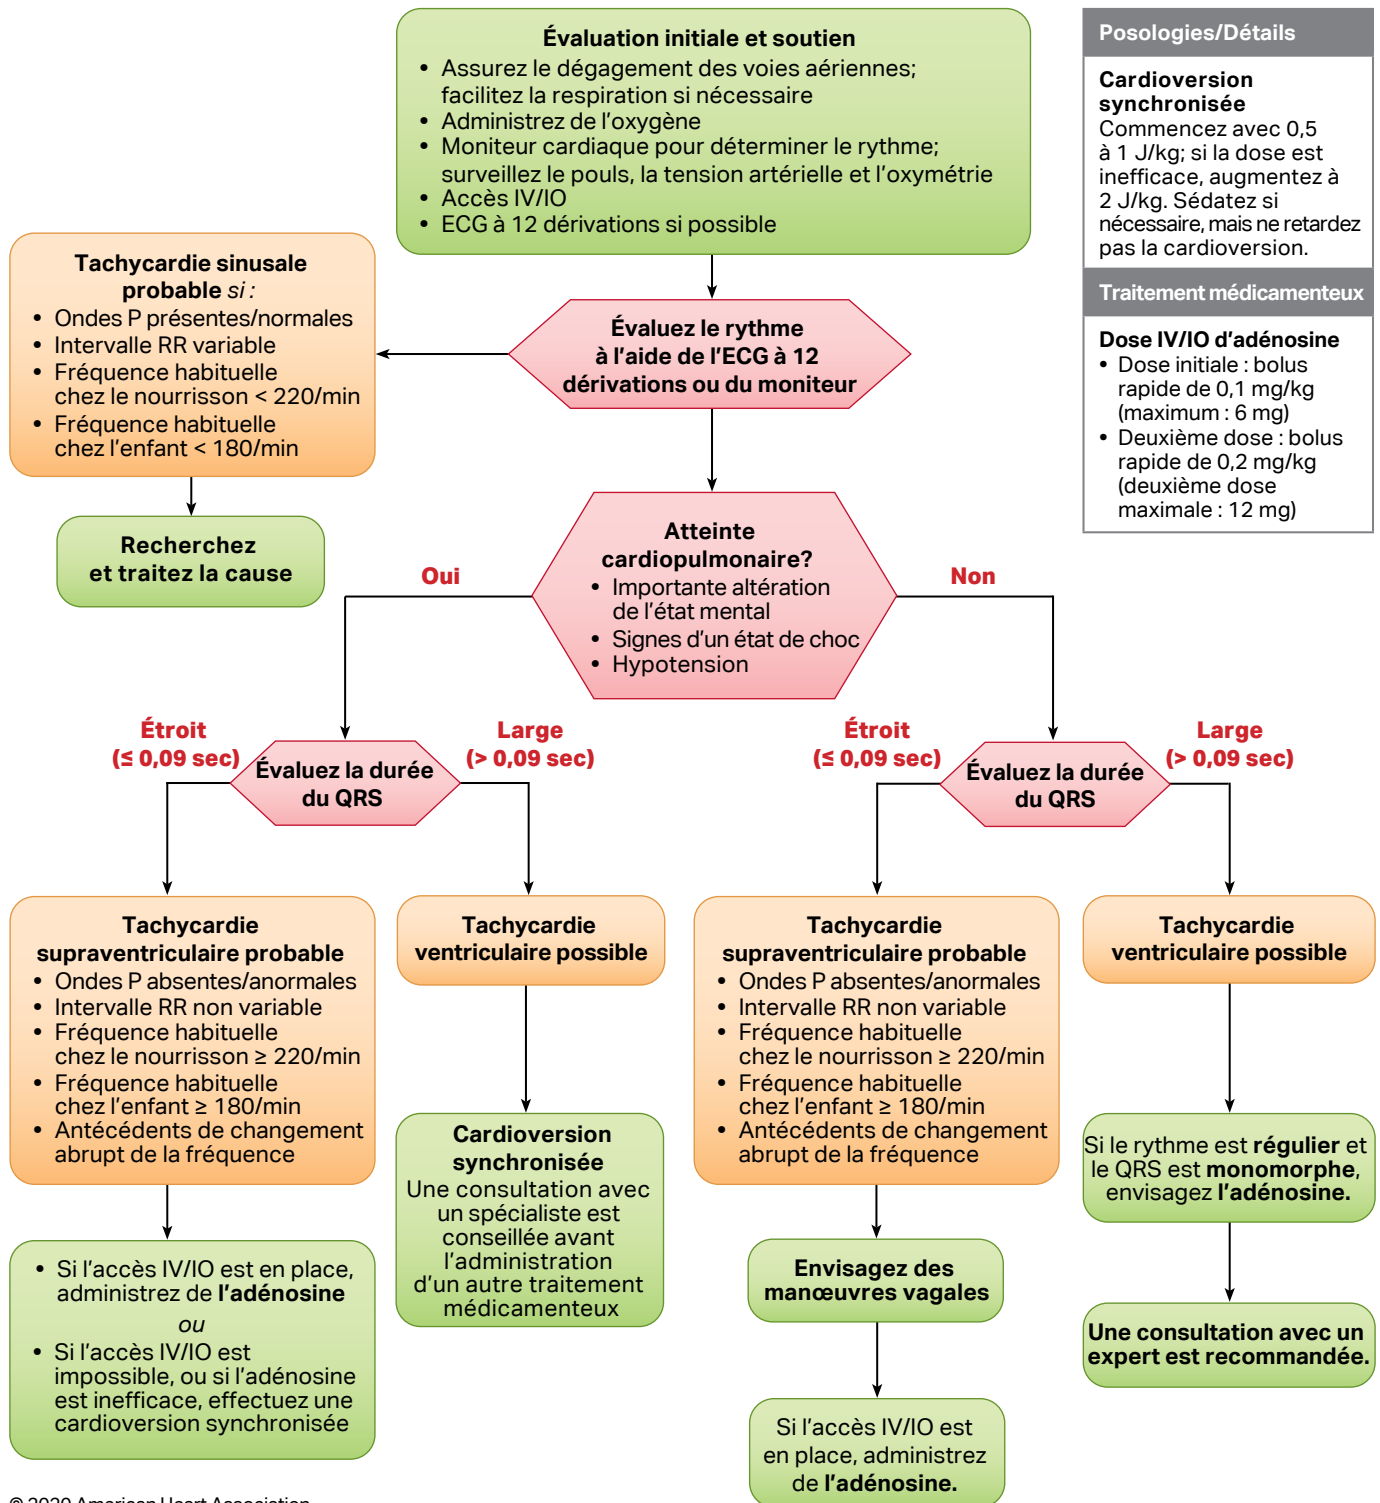 Évaluation initiale et soutien
• Assurez le dégagement des voies aériennes;
facilitez la respiration si nécessaire
• Administrez de l’oxygène
• Moniteur cardiaque pour déterminer le rythme;
surveillez le pouls, la tension artérielle et l’oxymétrie
• Accès IV/IO
• ECG à 12 dérivations si possible
Posologies/Détails
Cardioversion
synchronisée
Commencez avec 0,5
à 1 J/kg; si la dose est
inefficace, augmentez à
2 J/kg. Sédatez si
nécessaire, mais ne retardez
pas la cardioversion.
Traitement médicamenteux
Dose IV/IO d’adénosine
• Dose initiale : bolus
rapide de 0,1 mg/kg
(maximum : 6 mg)
• Deuxième dose : bolus
rapide de 0,2 mg/kg
(deuxième dose
maximale : 12 mg)
Tachycardie sinusale
probable si :
• Ondes P présentes/normales
• Intervalle RR variable
• Fréquence habituelle
chez le nourrisson < 220/min
• Fréquence habituelle
chez l’enfant < 180/min
Évaluez le rythme
à l’aide de l’ECG à 12
dérivations ou du moniteur
Recherchez
et traitez la cause
Atteinte
cardiopulmonaire?
• Importante altération
de l’état mental
• Signes d’un état de choc
• Hypotension
Oui
Non
Étroit
(≤ 0,09 sec)
Évaluez la durée
du QRS
Large
(> 0,09 sec)
Étroit
(≤ 0,09 sec)
Évaluez la durée
du QRS
Large
(> 0,09 sec)
Tachycardie
supraventriculaire probable
• Ondes P absentes/anormales
• Intervalle RR non variable
• Fréquence habituelle
chez le nourrisson ≥ 220/min
• Fréquence habituelle
chez l’enfant ≥ 180/min
• Antécédents de changement
abrupt de la fréquence
Tachycardie
ventriculaire possible
Tachycardie
supraventriculaire probable
• Ondes P absentes/anormales
• Intervalle RR non variable
• Fréquence habituelle
chez le nourrisson ≥ 220/min
• Fréquence habituelle
chez l’enfant ≥ 180/min
• Antécédents de changement
abrupt de la fréquence
Tachycardie
ventriculaire possible
• Si l’accès IV/IO est en place,
administrez de l’adénosine
ou
• Si l’accès IV/IO est
impossible, ou si l’adénosine
est inefficace, effectuez une
cardioversion synchronisée
Cardioversion
synchronisée
Une consultation avec
un spécialiste est
conseillée avant
l’administration
d’un autre traitement
médicamenteux
Envisagez des
manœuvres vagales
Si l’accès IV/IO est
en place, administrez
de l’adénosine.
Si le rythme est régulier et
le QRS est monomorphe,
envisagez l’adénosine.
Une consultation avec un
expert est recommandée.
© 2020 American Heart Association